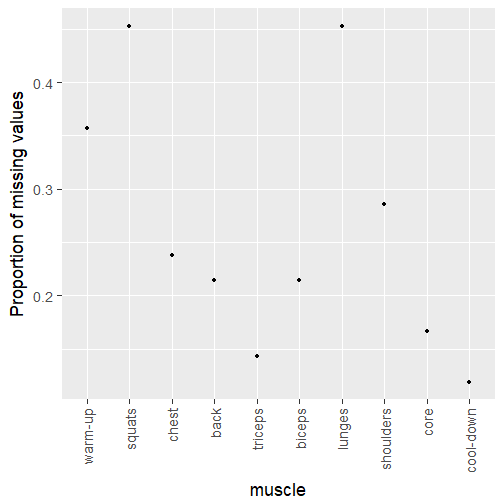 Proportion of missing values
0.4
0.3
0.2
warm-up
squats
chest
back
triceps
biceps
lunges
shoulders
core
cool-down
muscle